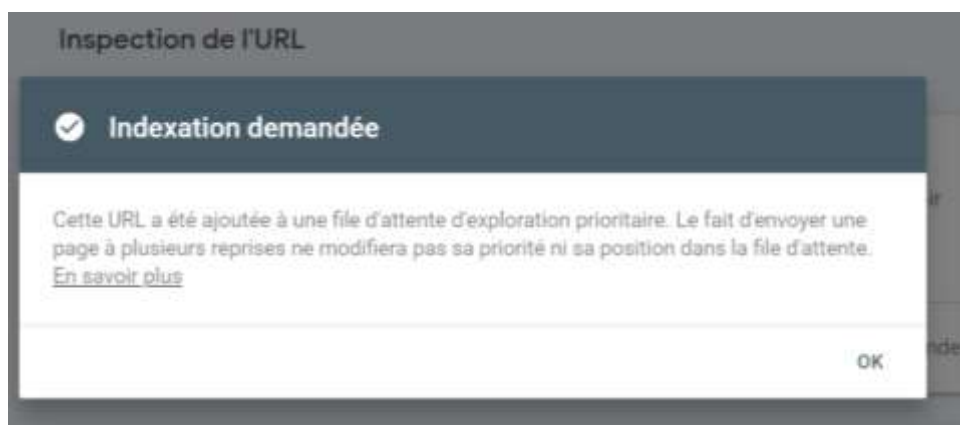 Inspection de l'URL
Indexation demandée
Cette URL a été ajoutée à une file d'attente d'exploration prioritaire. Le fait d'envoyer une
page à plusieurs reprises ne modifiera pas sa priorité ni sa position dans la file d'attente.
En savoir plus
OK